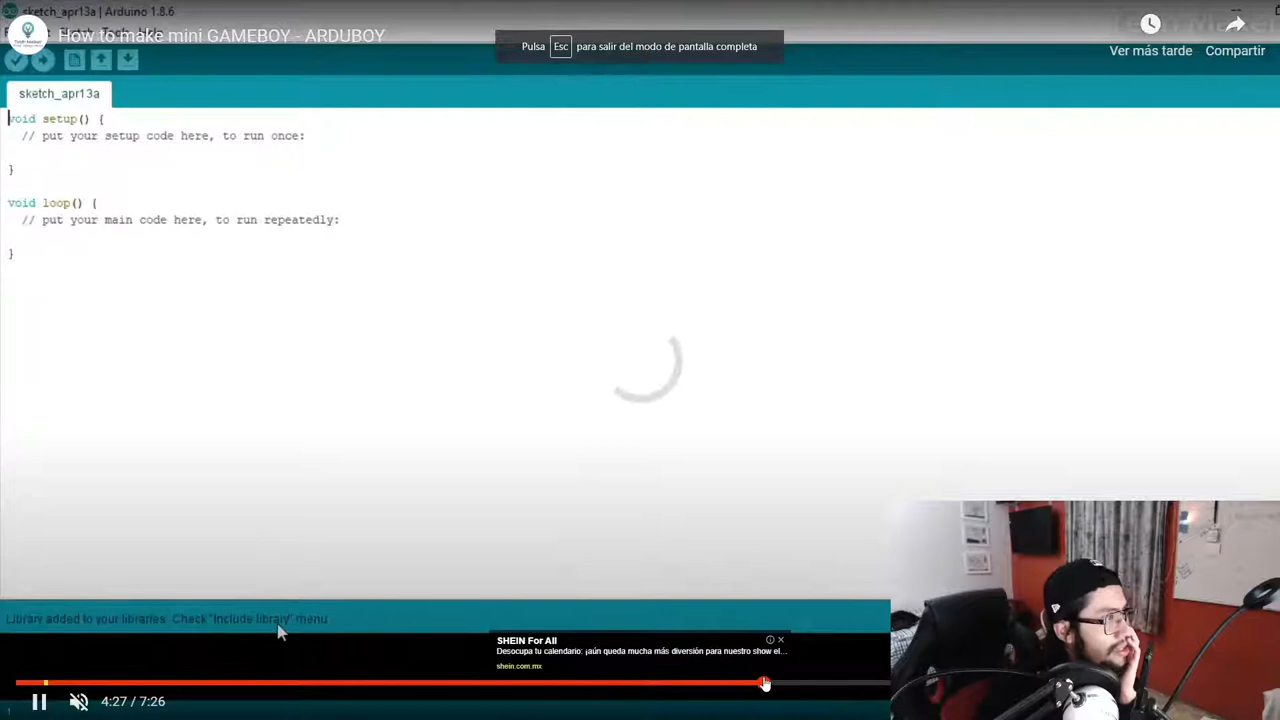 sketch_apr13a | Arduino 1.8.6
How to make mini GAMEBOY - ARDUBOY
Pulsa Esc para salir del modo de pantalla completa
Ver más tarde
Compartir
sketch_apr13a
void setup() {
// put your setup code here, to run once:
}
void loop() {
// put your main code here, to run repeatedly:
}
Library added to your libraries. Check "Include library" menu
SHEIN For All
Desocupa tu calendario: ¡aún queda mucha más diversión para nuestro show el...
shein.com.mx
4:27 / 7:26
1